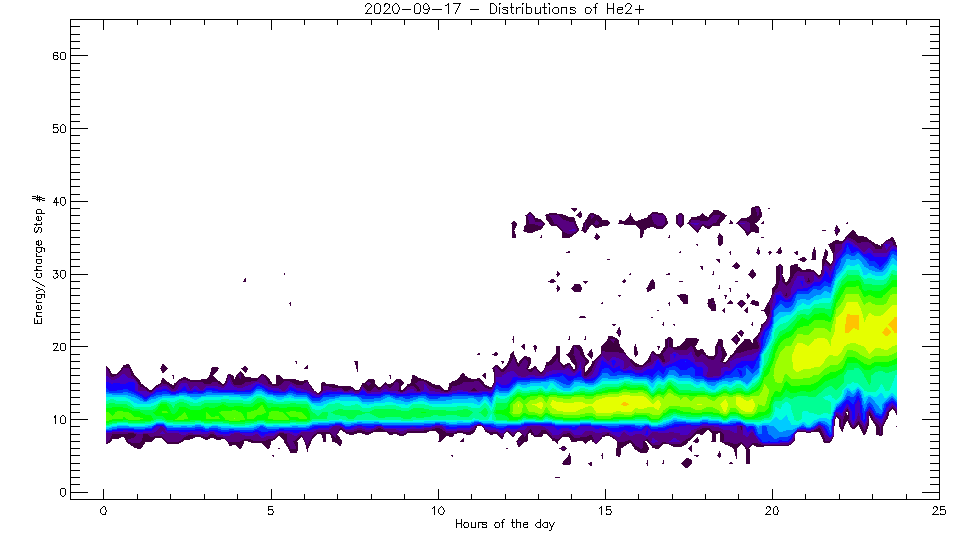 2020-09-17 - Distributions of He2+
60
50
40
30
20
10
0
Energy/charge Step #
0 5 10 15 20 25
Hours of the day